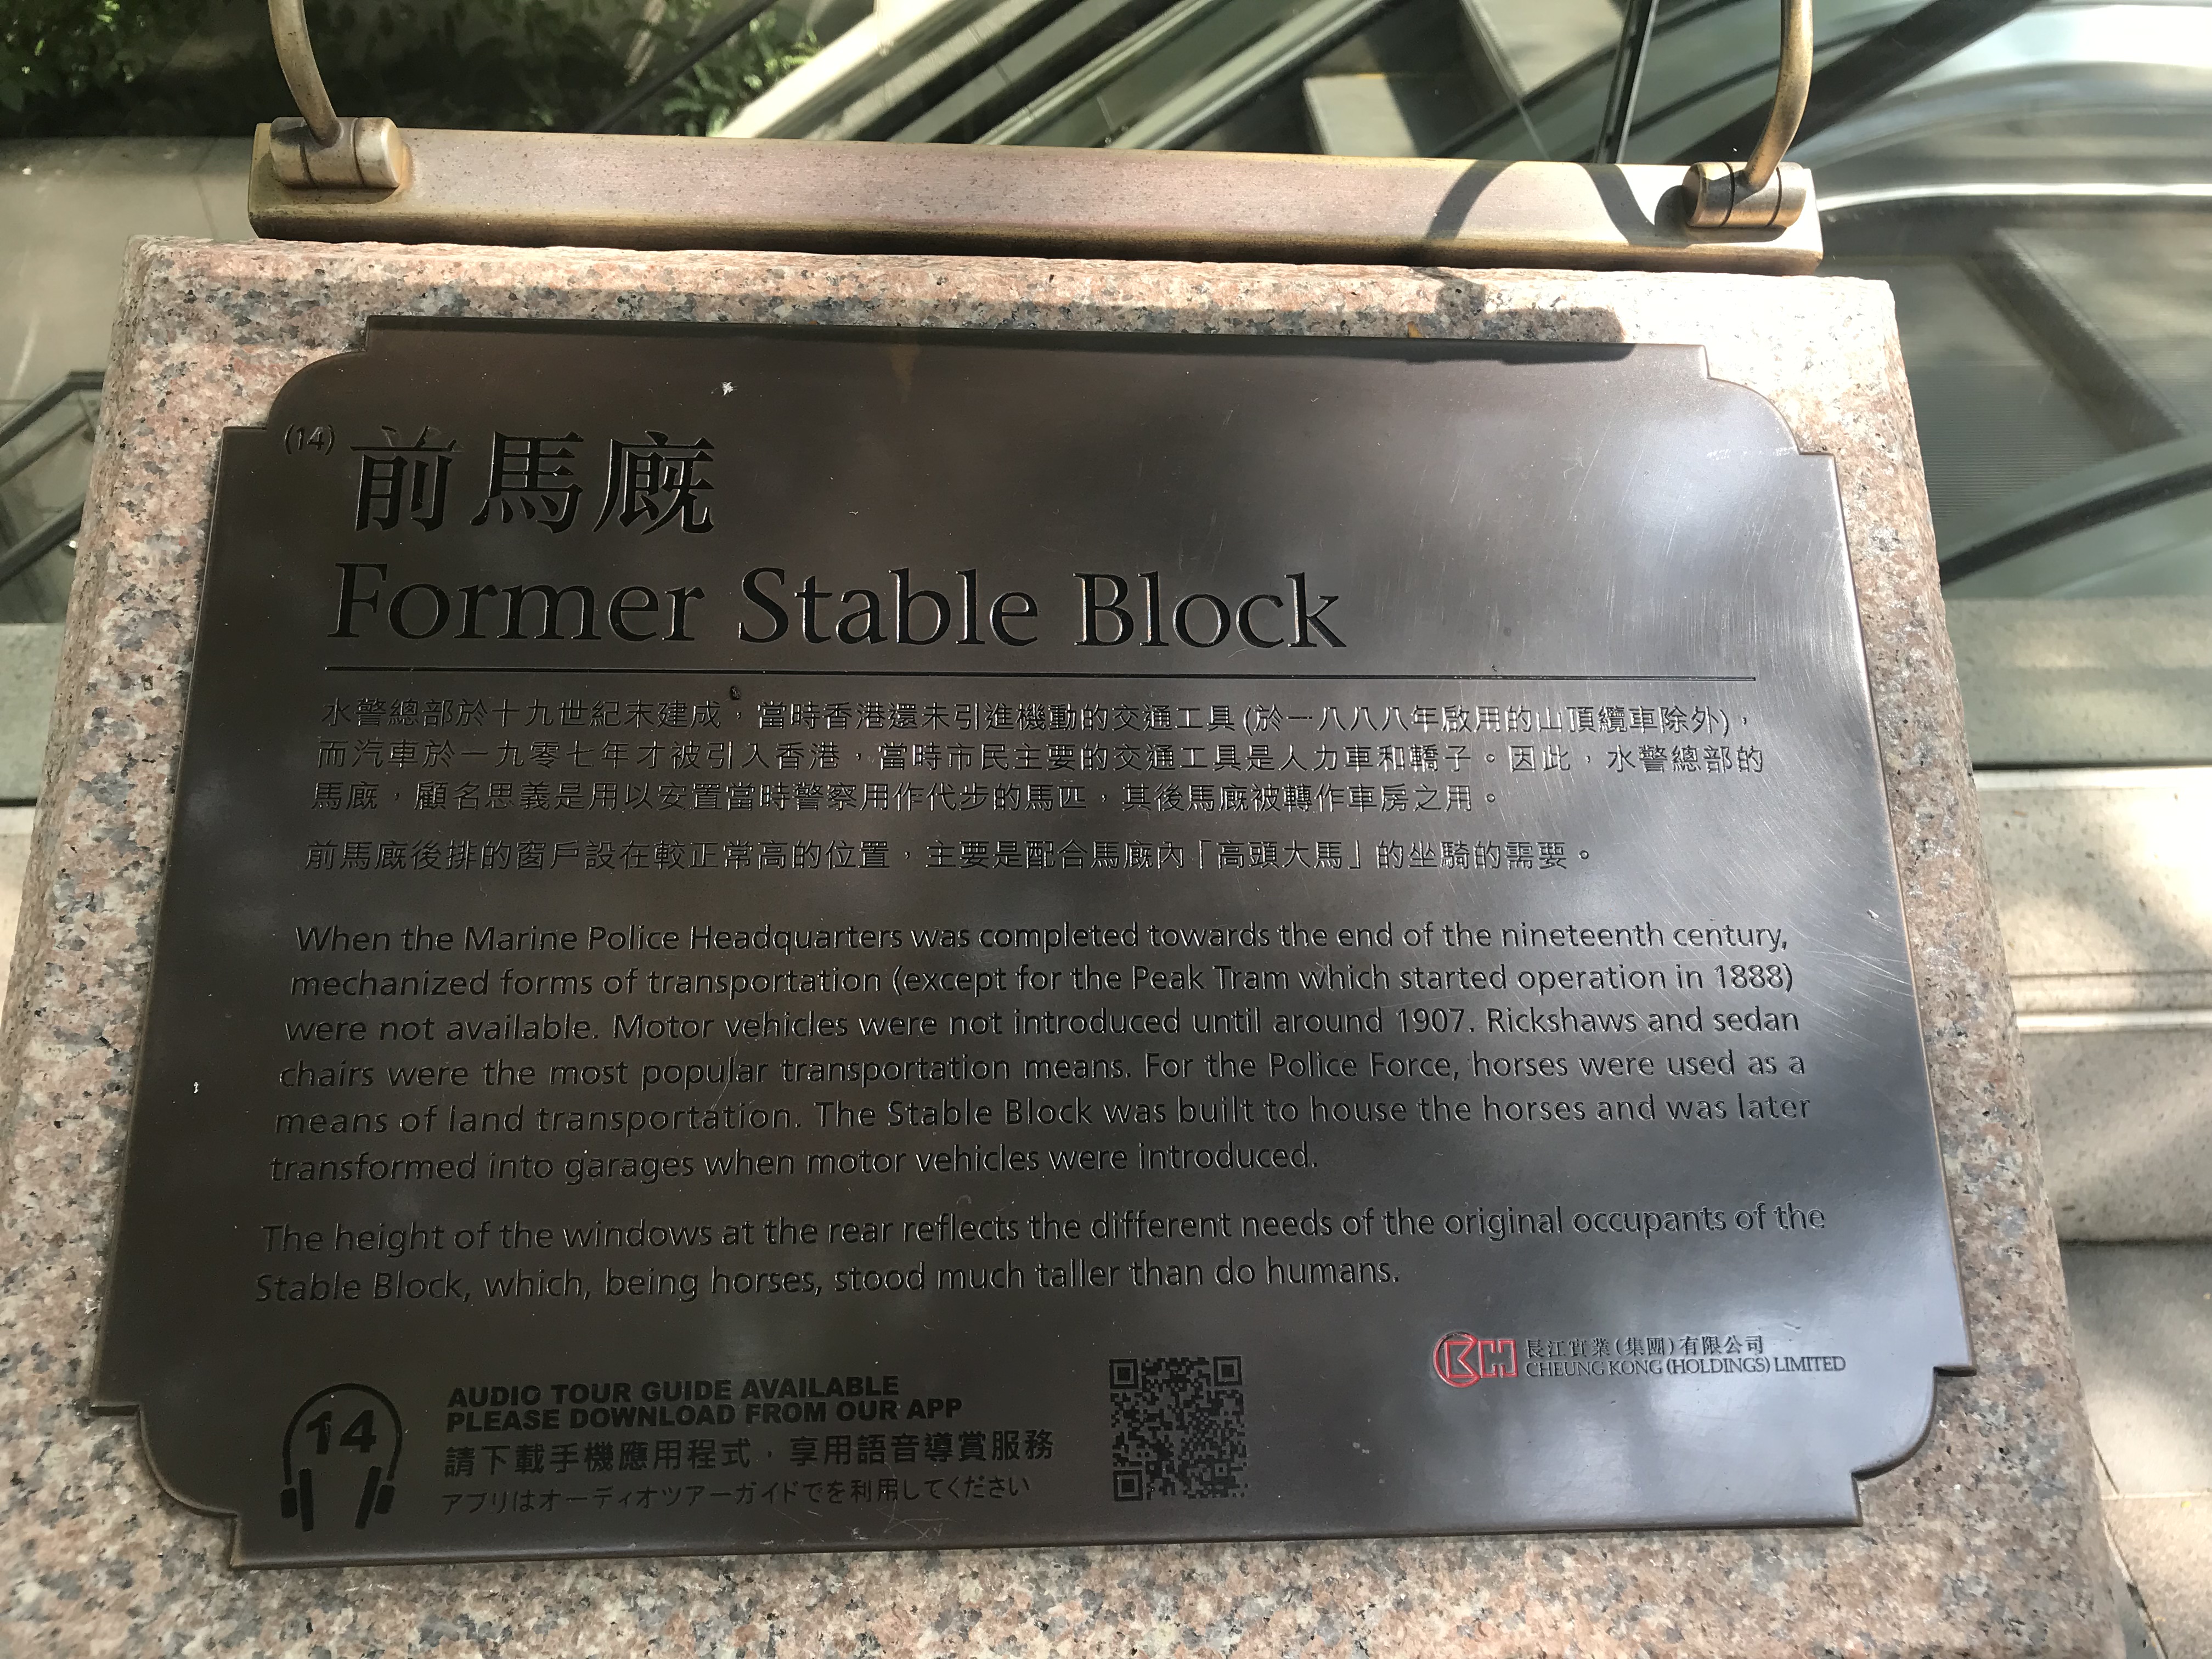 (14) 前馬廐
Former Stable Block
水警總部於十九世紀末建成，當時香港還未引進機動的交通工具(於一八八八年啟用的山頂纜車除外)，
而汽車於一九零七年才被引入香港，當時市民主要的交通工具是人力車和轎子。因此，水警總部的
馬廐，顧名思義是用以安置當時警察用作代步的馬匹，其後馬廐被轉作車房之用。
前馬廐後排的窗戶設在較正常高的位置，主要是配合馬廐內「高頭大馬」的坐騎的需要。
When the Marine Police Headquarters was completed towards the end of the nineteenth century,
mechanized forms of transportation (except for the Peak Tram which started operation in 1888)
were not available. Motor vehicles were not introduced until around 1907. Rickshaws and sedan
chairs were the most popular transportation means. For the Police Force, horses were used as a
means of land transportation. The Stable Block was built to house the horses and was later
transformed into garages when motor vehicles were introduced.
The height of the windows at the rear reflects the different needs of the original occupants of the
Stable Block, which, being horses, stood much taller than do humans.
長江實業(集團)有限公司
CHEUNG KONG (HOLDINGS) LIMITED
14
AUDIO TOUR GUIDE AVAILABLE
PLEASE DOWNLOAD FROM OUR APP
請下載手機應用程式，享用語音導賞服務
アプリはオーディオツアーガイドでを利用してください